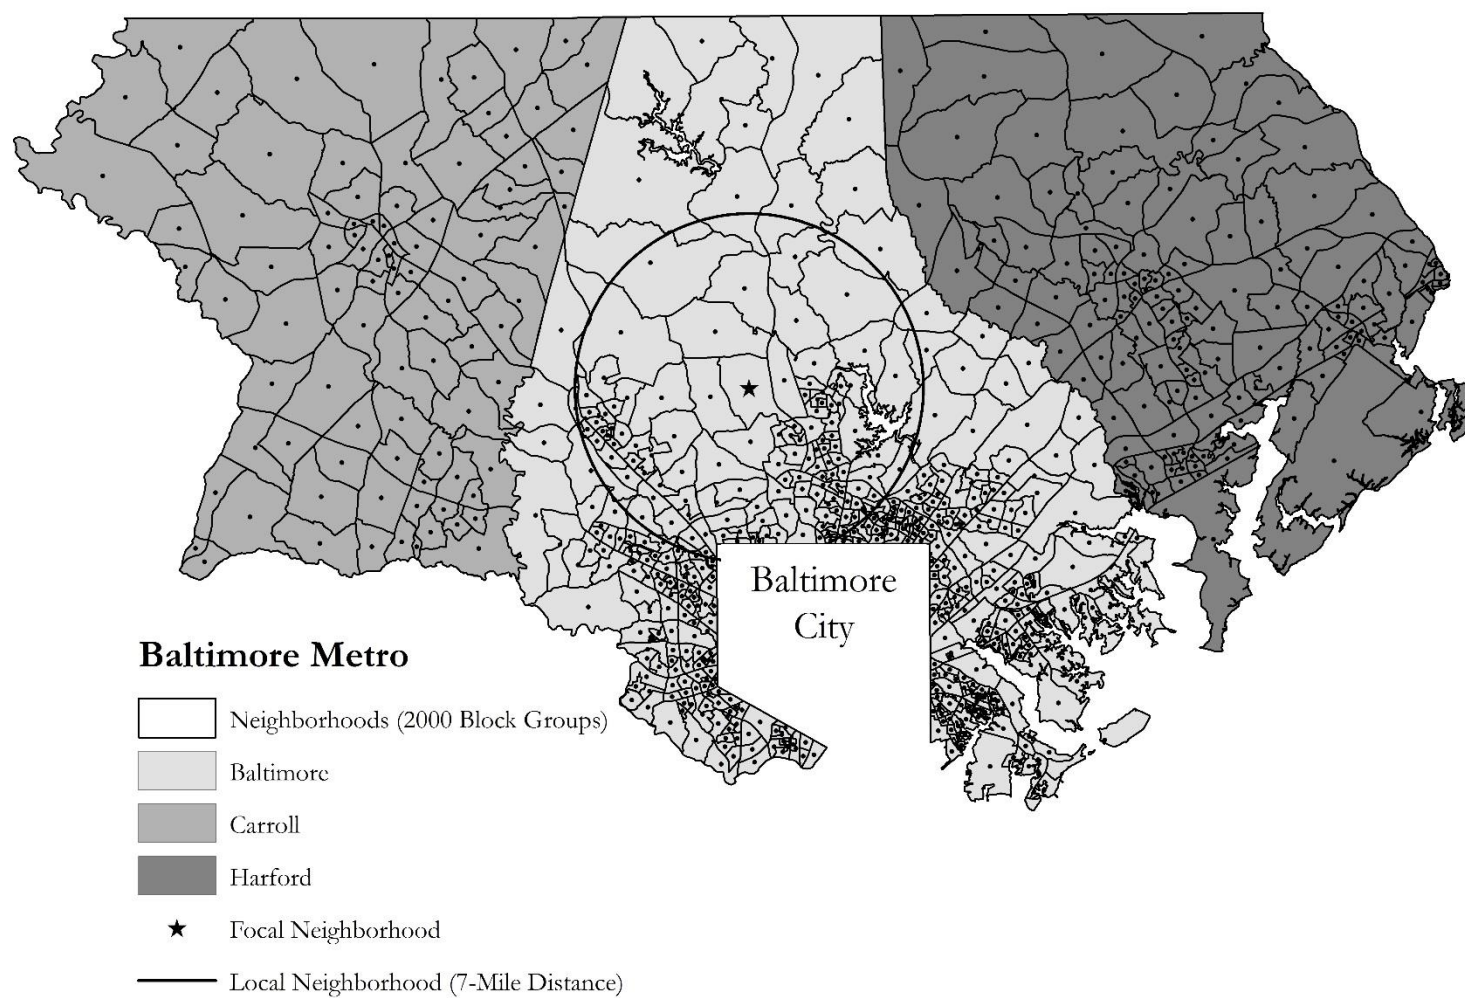 Baltimore
City
Baltimore Metro
Neighborhoods (2000 Block Groups)
Baltimore
Carroll
Harford
Focal Neighborhood
Local Neighborhood (7-Mile Distance)